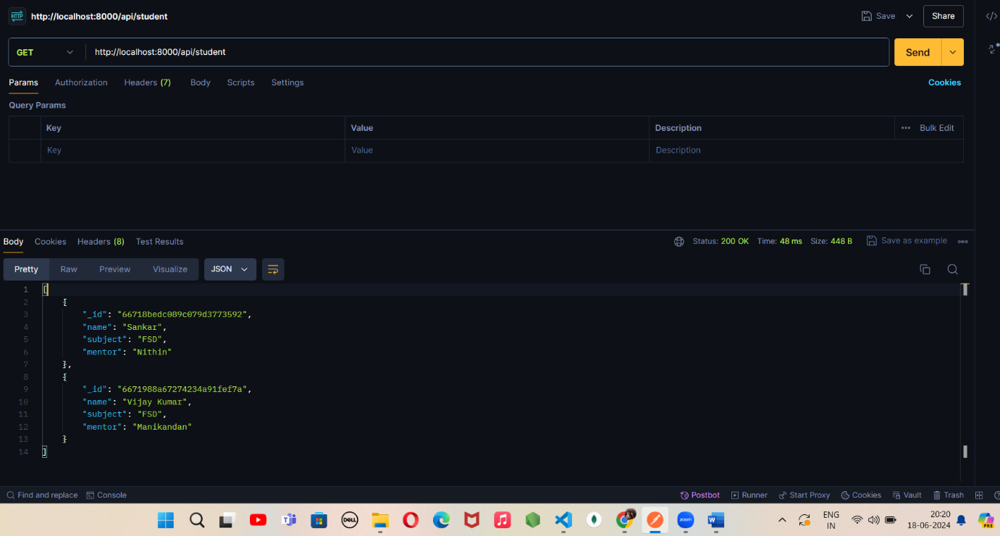 HTTP http://localhost:8000/api/student Save Share
GET http://localhost:8000/api/student Send
Params Authorization Headers (7) Body Scripts Settings Cookies
Query Params
Key Value Description Bulk Edit
Key Value Description
Body Cookies Headers (8) Test Results Status: 200 OK Time: 48 ms Size: 448 B Save as example
Pretty Raw Preview Visualize JSON
1 [
2 {
3 "_id": "66718bedc089c079d3773592",
4 "name": "Sankar",
5 "subject": "FSD",
6 "mentor": "Nithin"
7 },
8 {
9 "_id": "6671988a67274234a91fef7a",
10 "name": "Vijay Kumar",
11 "subject": "FSD",
12 "mentor": "Manikandan"
13 }
14 ]
Find and replace Console Postbot Runner Start Proxy Cookies Vault Trash
DELL zoom W ENG 20:20 PRE
IN 18-06-2024